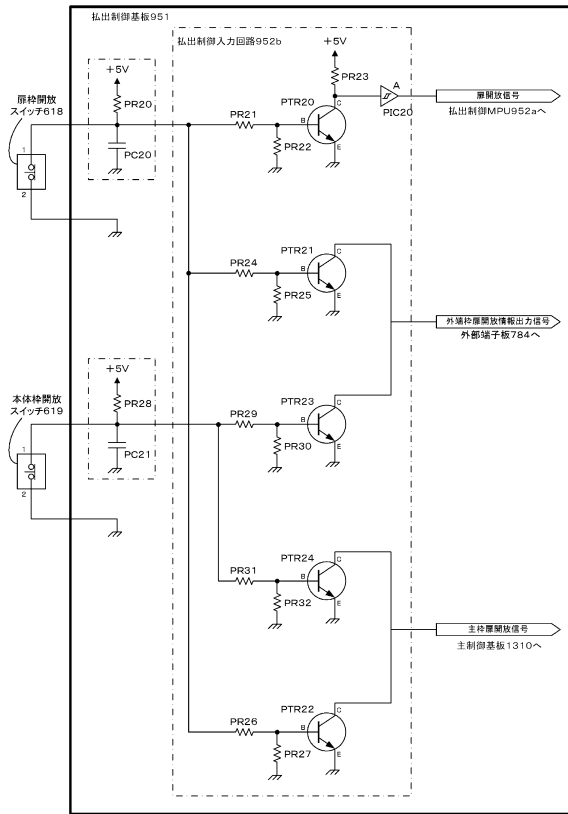 払出制御基板951
払出制御入力回路952b
+5V
PR20
PC20
扉枠開放
スイッチ618
1
2
PR21
PR22
PTR20
B
C
E
+5V
PR23
A
PIC20
扉開放信号
払出制御MPU952aへ
PR24
PR25
PTR21
B
C
E
外端枠扉開放情報出力信号
外部端子板784へ
本体枠開放
スイッチ619
1
2
+5V
PR28
PC21
PR29
PR30
PTR23
B
C
E
PR31
PR32
PTR24
B
C
E
主枠扉開放信号
主制御基板1310へ
PR26
PR27
PTR22
B
C
E